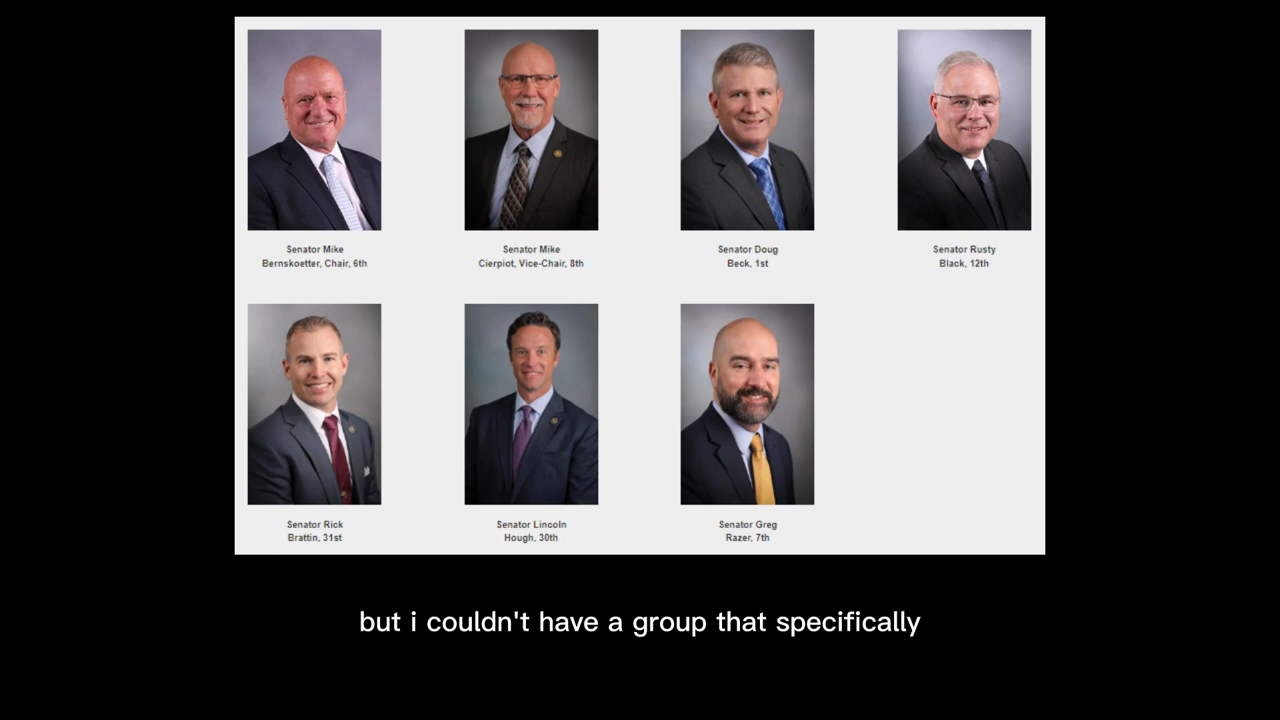 Senator Mike
Bernskoetter, Chair, 6th
Senator Mike
Cierpiot, Vice-Chair, 8th
Senator Doug
Beck, 1st
Senator Rusty
Black, 12th
Senator Rick
Brattin, 31st
Senator Lincoln
Hough, 30th
Senator Greg
Razer, 7th
but i couldn't have a group that specifically